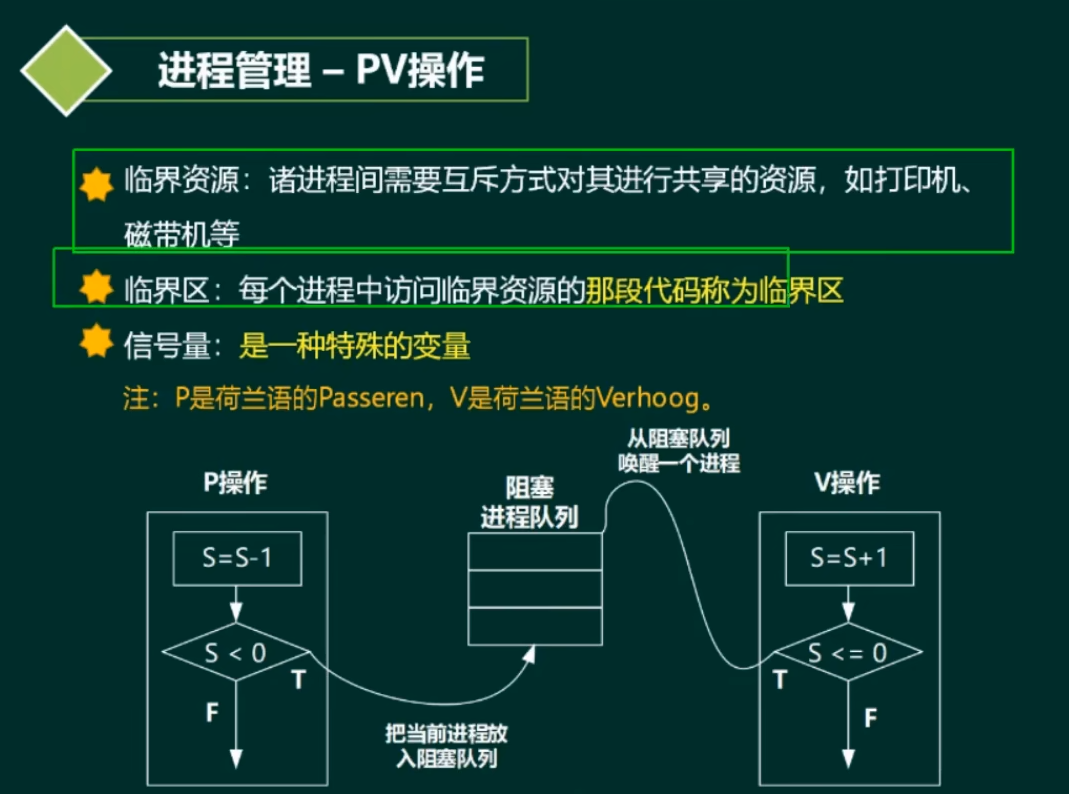 进程管理 – PV操作
临界资源：诸进程间需要互斥方式对其进行共享的资源，如打印机、
磁带机等
临界区：每个进程中访问临界资源的那段代码称为临界区
信号量：是一种特殊的变量
注：P是荷兰语的Passeren，V是荷兰语的Verhoog。
从阻塞队列
唤醒一个进程
P操作
阻塞
进程队列
V操作
S=S-1
S=S+1
S < 0
S <= 0
T
T
F
F
把当前进程放
入阻塞队列